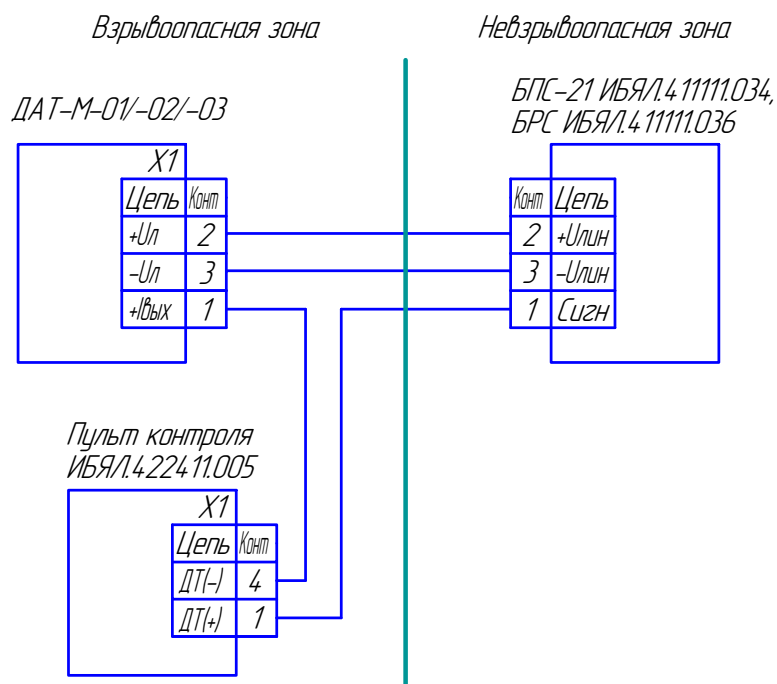 Взрывоопасная зона
Невзрывоопасная зона
ДАТ-М-01/-02/-03
БПС-21 ИБЯЛ.411111.034,
БРС ИБЯЛ.411111.036
Х1
Цепь Конт
+Uл 2
-Uл 3
+Iвых 1
Конт Цепь
2 +Uлин
3 -Uлин
1 Сигн
Пульт контроля
ИБЯЛ.422411.005
Х1
Цепь Конт
ДТ(-) 4
ДТ(+) 1